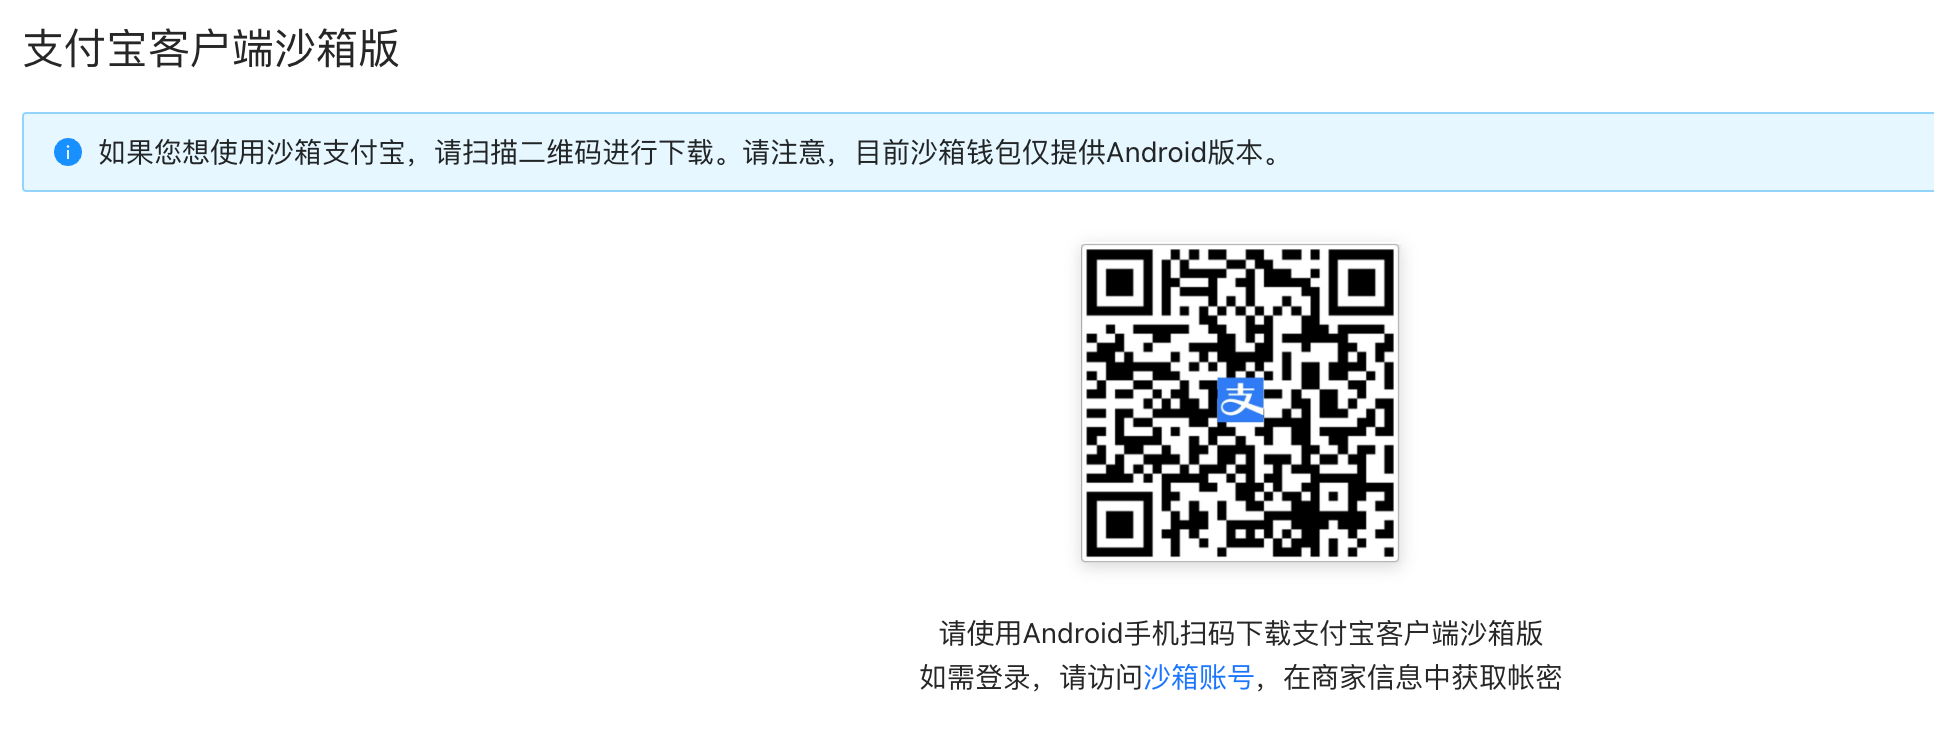 支付宝客户端沙箱版
如果您想使用沙箱支付宝，请扫描二维码进行下载。请注意，目前沙箱钱包仅提供Android版本。
支
请使用Android手机扫码下载支付宝客户端沙箱版
如需登录，请访问沙箱账号，在商家信息中获取帐密